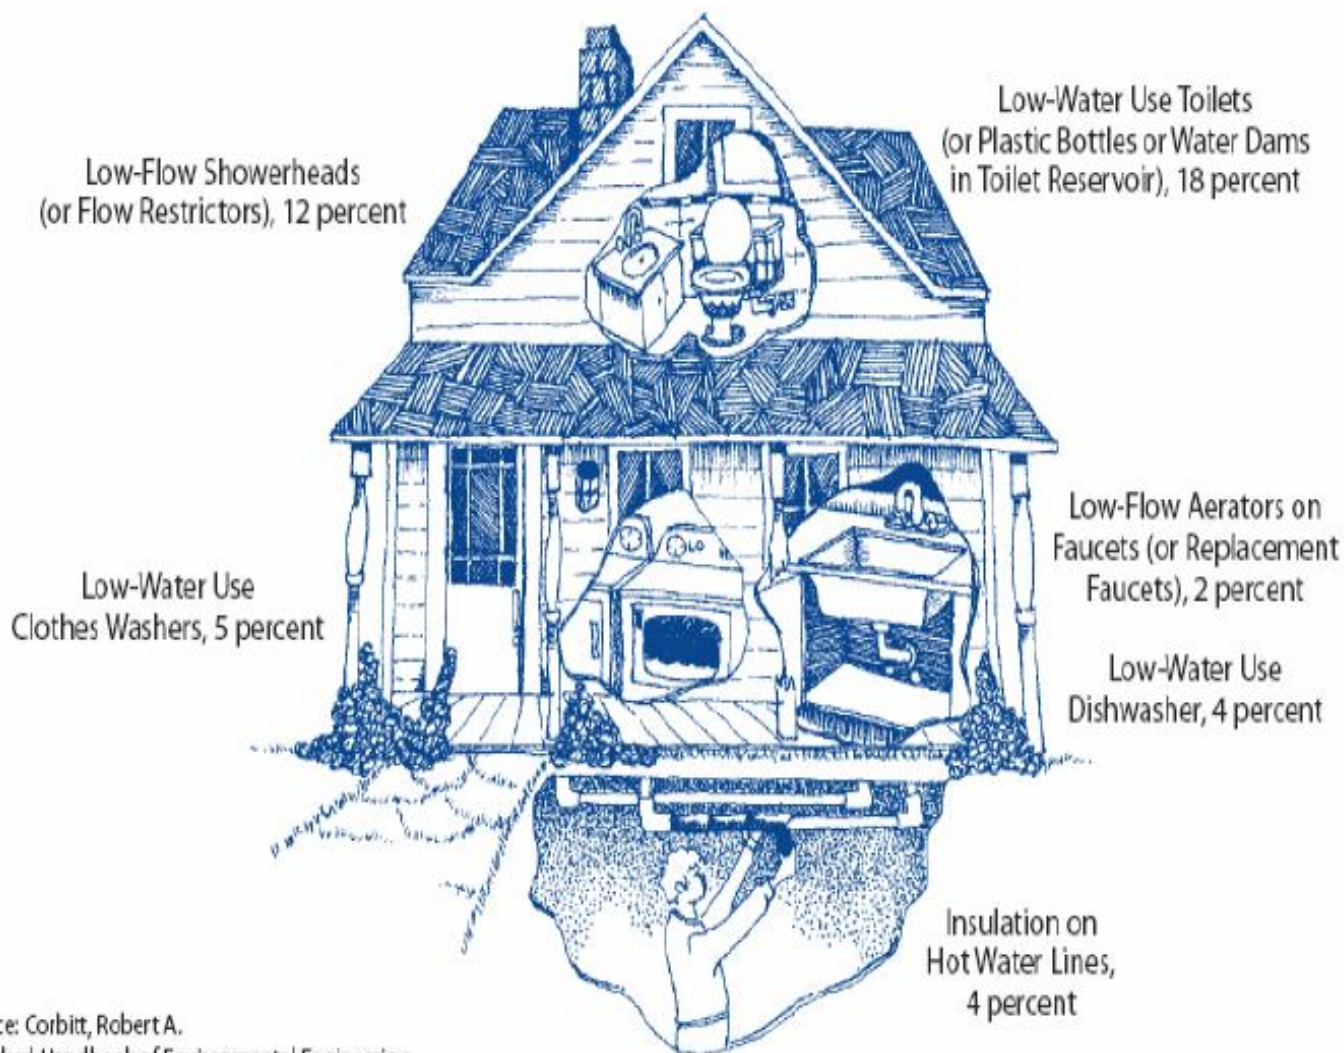 Low-Flow Showerheads
(or Flow Restrictors), 12 percent
Low-Water Use Toilets
(or Plastic Bottles or Water Dams
in Toilet Reservoir), 18 percent
LO
Low-Water Use
Clothes Washers, 5 percent
Low-Flow Aerators on
Faucets (or Replacement
Faucets), 2 percent
Low-Water Use
Dishwasher, 4 percent
Insulation on
Hot Water Lines,
4 percent
Corbitt, Robert A.